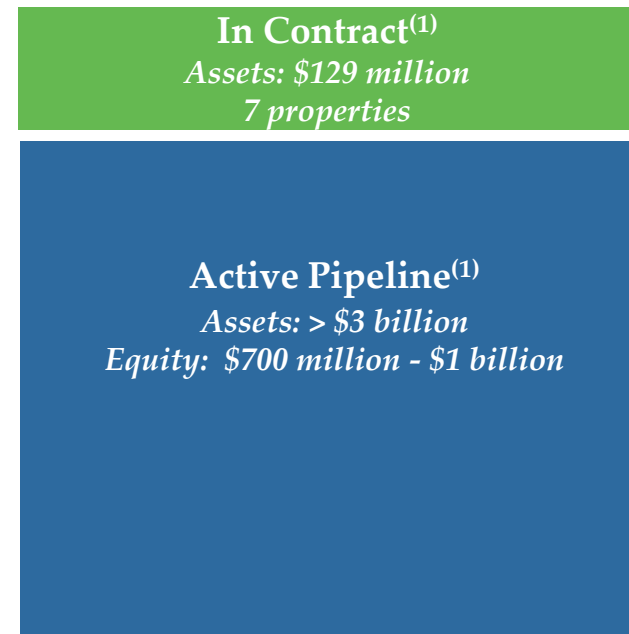 In Contract(1)
Assets: $129 million
7 properties
Active Pipeline(1)
Assets: > $3 billion
Equity:  $700 million - $1 billion